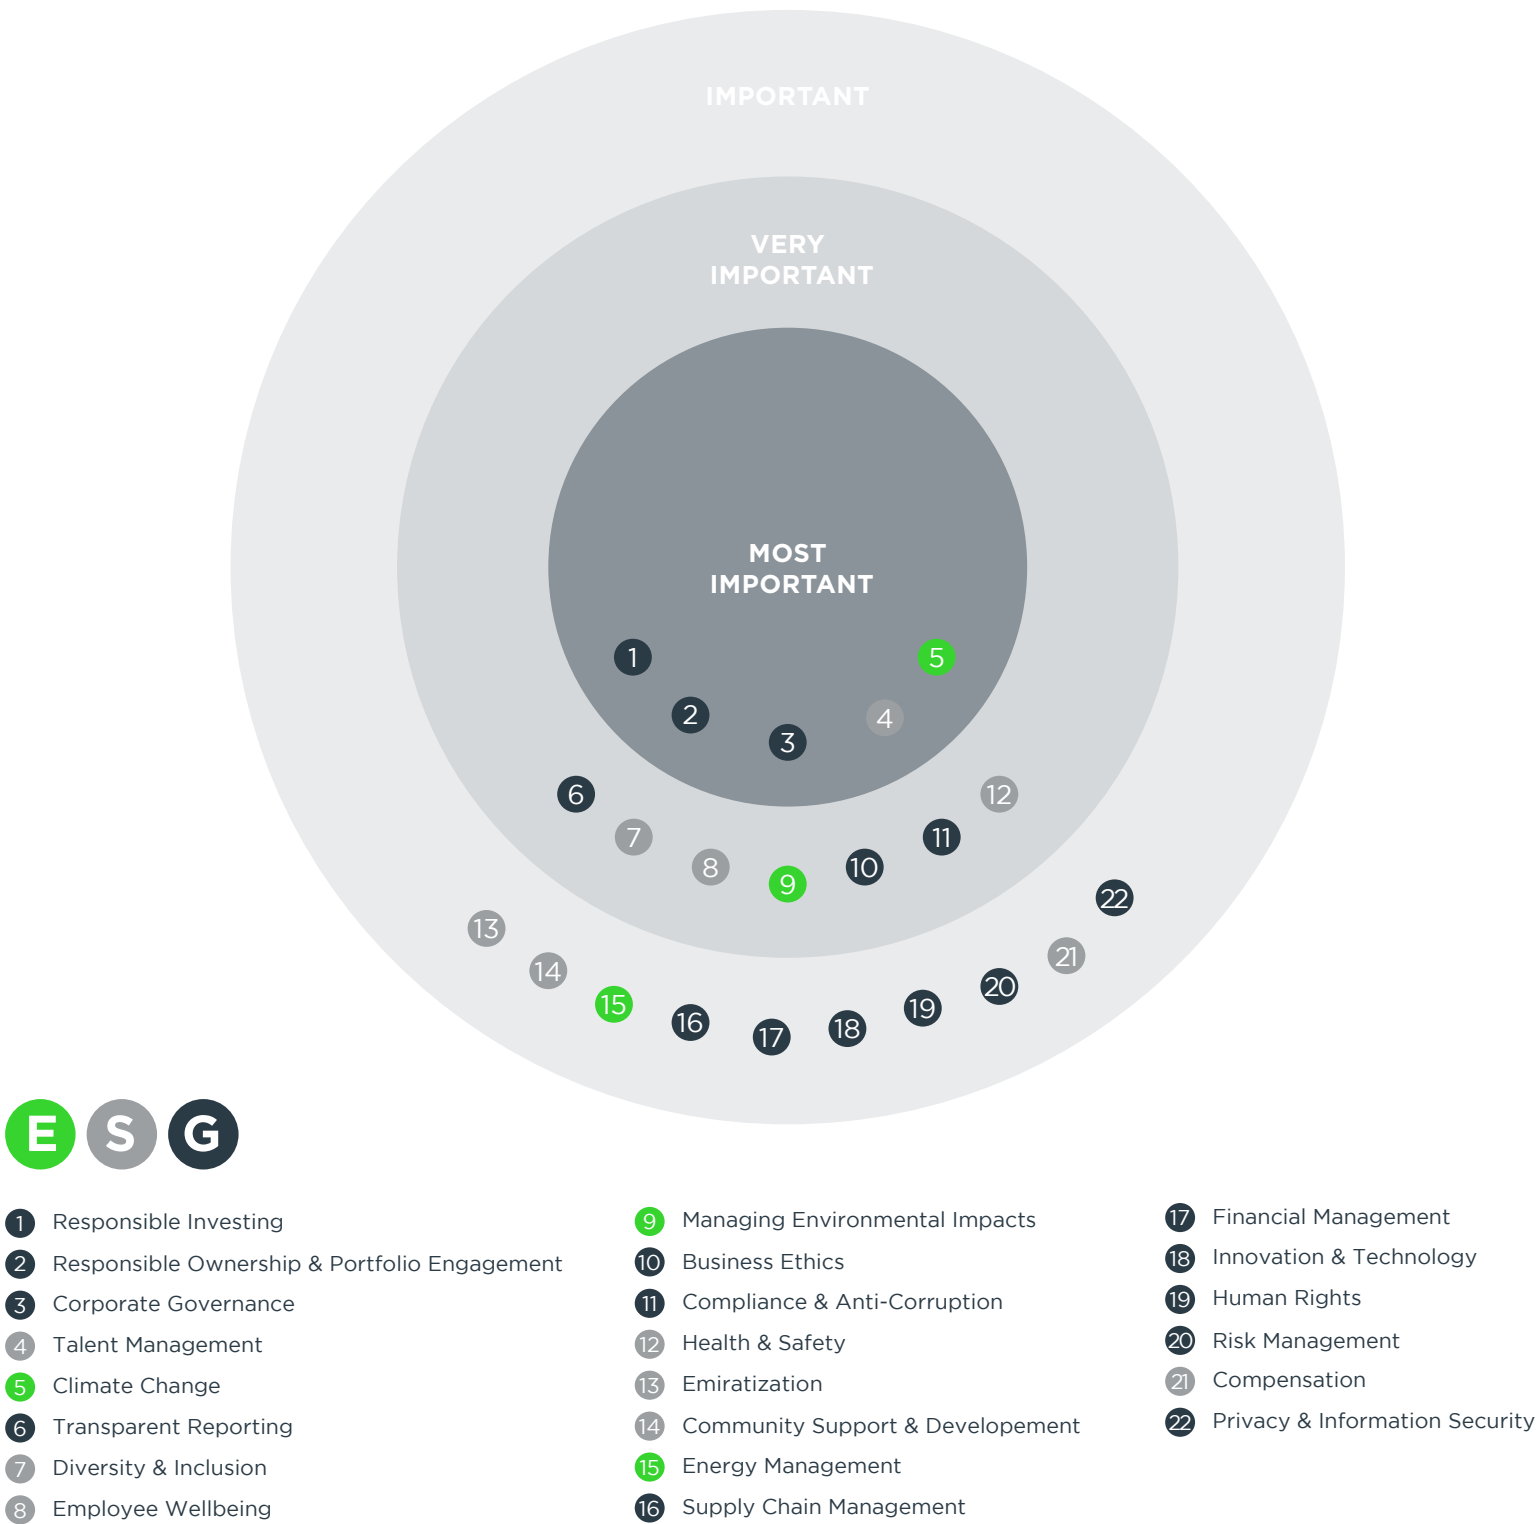 IMPORTANT
VERY
IMPORTANT
MOST
IMPORTANT
1
5
2
4
3
6
12
7
11
8
10
9
22
13
21
14
20
15
19
16
18
17
E S G
1 Responsible Investing
2 Responsible Ownership & Portfolio Engagement
3 Corporate Governance
4 Talent Management
5 Climate Change
6 Transparent Reporting
7 Diversity & Inclusion
8 Employee Wellbeing
9 Managing Environmental Impacts
10 Business Ethics
11 Compliance & Anti-Corruption
12 Health & Safety
13 Emiratization
14 Community Support & Developement
15 Energy Management
16 Supply Chain Management
17 Financial Management
18 Innovation & Technology
19 Human Rights
20 Risk Management
21 Compensation
22 Privacy & Information Security